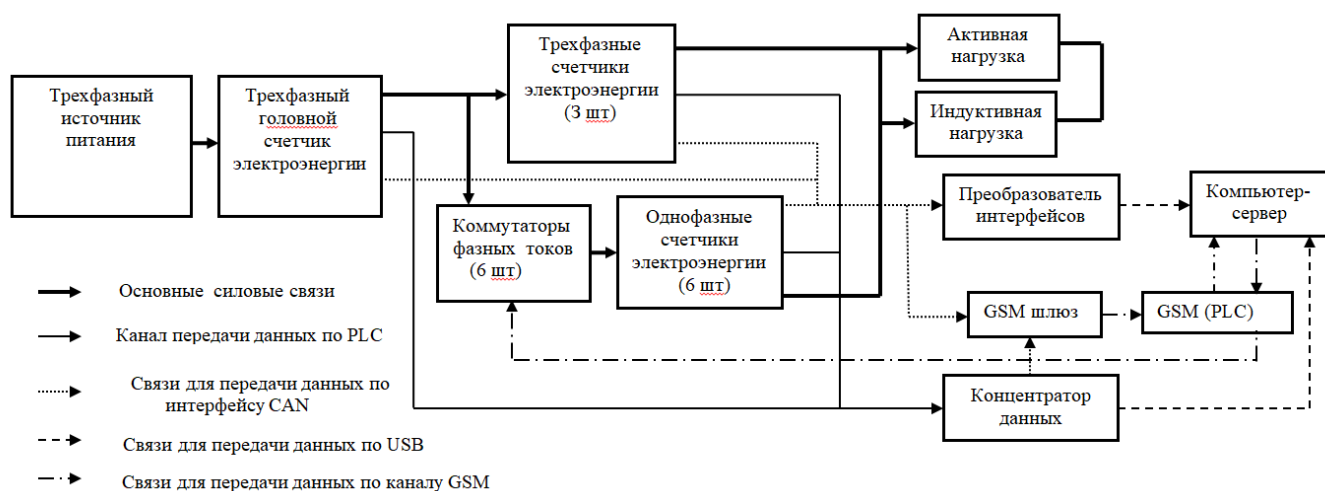 Трехфазный
источник
питания
Трехфазный
головной
счетчик
электроэнергии
Трехфазные
счетчики
электроэнергии
(3 шт)
Активная
нагрузка
Индуктивная
нагрузка
Коммутаторы
фазных токов
(6 шт)
Однофазные
счетчики
электроэнергии
(6 шт)
Преобразователь
интерфейсов
Компьютер-
сервер
GSM шлюз
GSM (PLC)
Концентратор
данных
Основные силовые связи
Канал передачи данных по PLC
Связи для передачи данных по
интерфейсу CAN
Связи для передачи данных по USB
Связи для передачи данных по каналу GSM